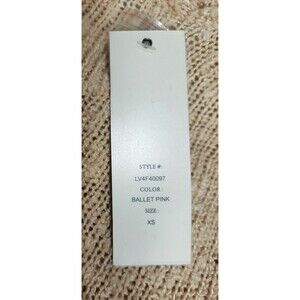 STYLE #:
LV4F40097
COLOR:
BALLET PINK
SIZE:
XS